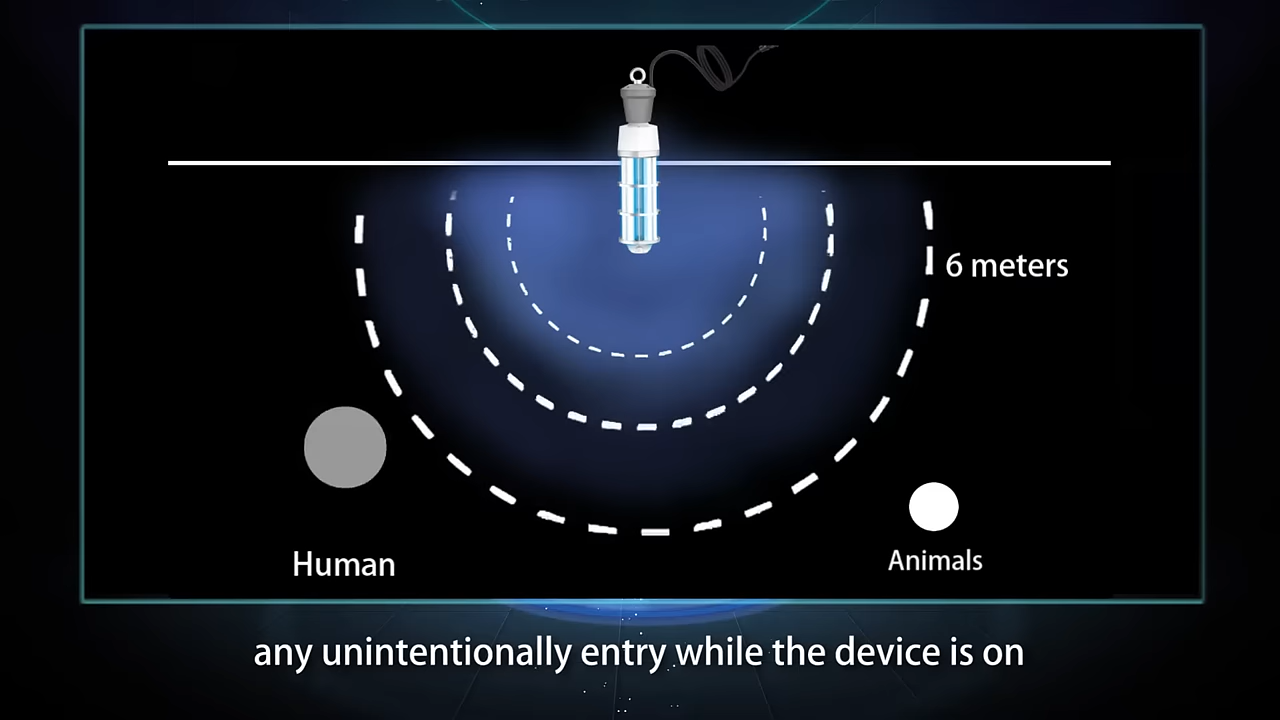 6 meters
Human
Animals
any unintentionally entry while the device is on